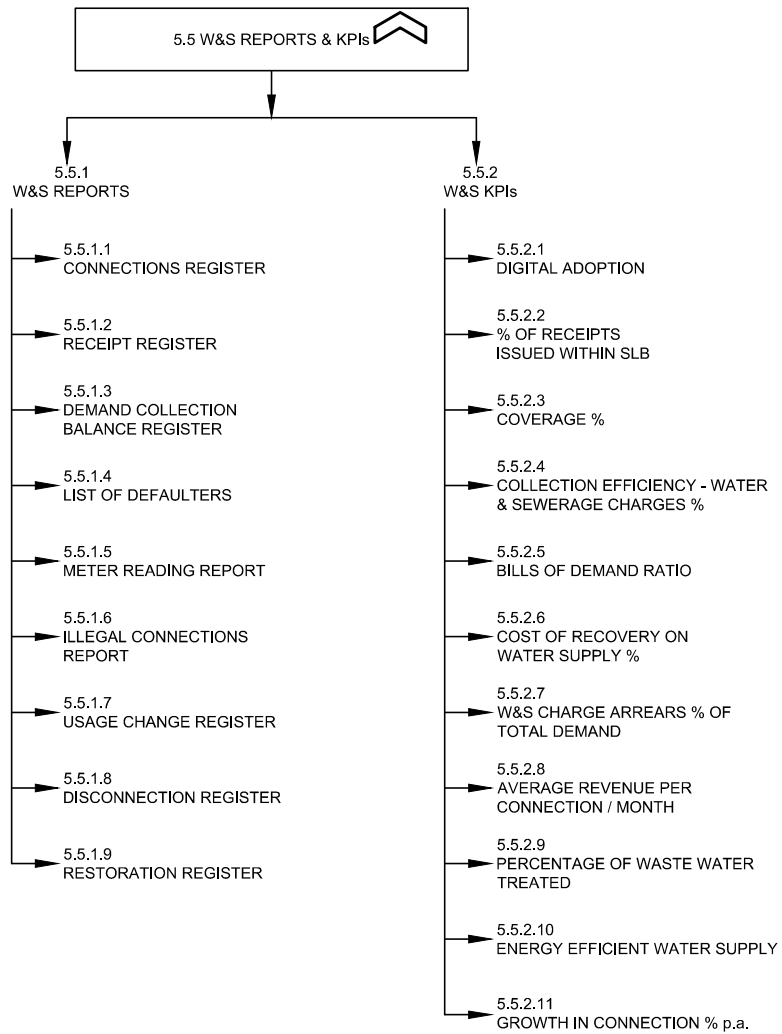 5.5 W&S REPORTS & KPIs
5.5.1
W&S REPORTS
5.5.1.1
CONNECTIONS REGISTER
5.5.1.2
RECEIPT REGISTER
5.5.1.3
DEMAND COLLECTION
BALANCE REGISTER
5.5.1.4
LIST OF DEFAULTERS
5.5.1.5
METER READING REPORT
5.5.1.6
ILLEGAL CONNECTIONS
REPORT
5.5.1.7
USAGE CHANGE REGISTER
5.5.1.8
DISCONNECTION REGISTER
5.5.1.9
RESTORATION REGISTER
5.5.2
W&S KPIs
5.5.2.1
DIGITAL ADOPTION
5.5.2.2
% OF RECEIPTS
ISSUED WITHIN SLB
5.5.2.3
COVERAGE %
5.5.2.4
COLLECTION EFFICIENCY - WATER
& SEWERAGE CHARGES %
5.5.2.5
BILLS OF DEMAND RATIO
5.5.2.6
COST OF RECOVERY ON
WATER SUPPLY %
5.5.2.7
W&S CHARGE ARREARS % OF
TOTAL DEMAND
5.5.2.8
AVERAGE REVENUE PER
CONNECTION / MONTH
5.5.2.9
PERCENTAGE OF WASTE WATER
TREATED
5.5.2.10
ENERGY EFFICIENT WATER SUPPLY
5.5.2.11
GROWTH IN CONNECTION % p.a.